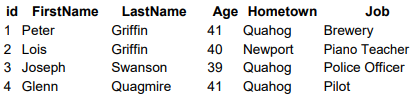 id FirstName LastName Age Hometown Job
1 Peter Griffin 41 Quahog Brewery
2 Lois Griffin 40 Newport Piano Teacher
3 Joseph Swanson 39 Quahog Police Officer
4 Glenn Quagmire 41 Quahog Pilot